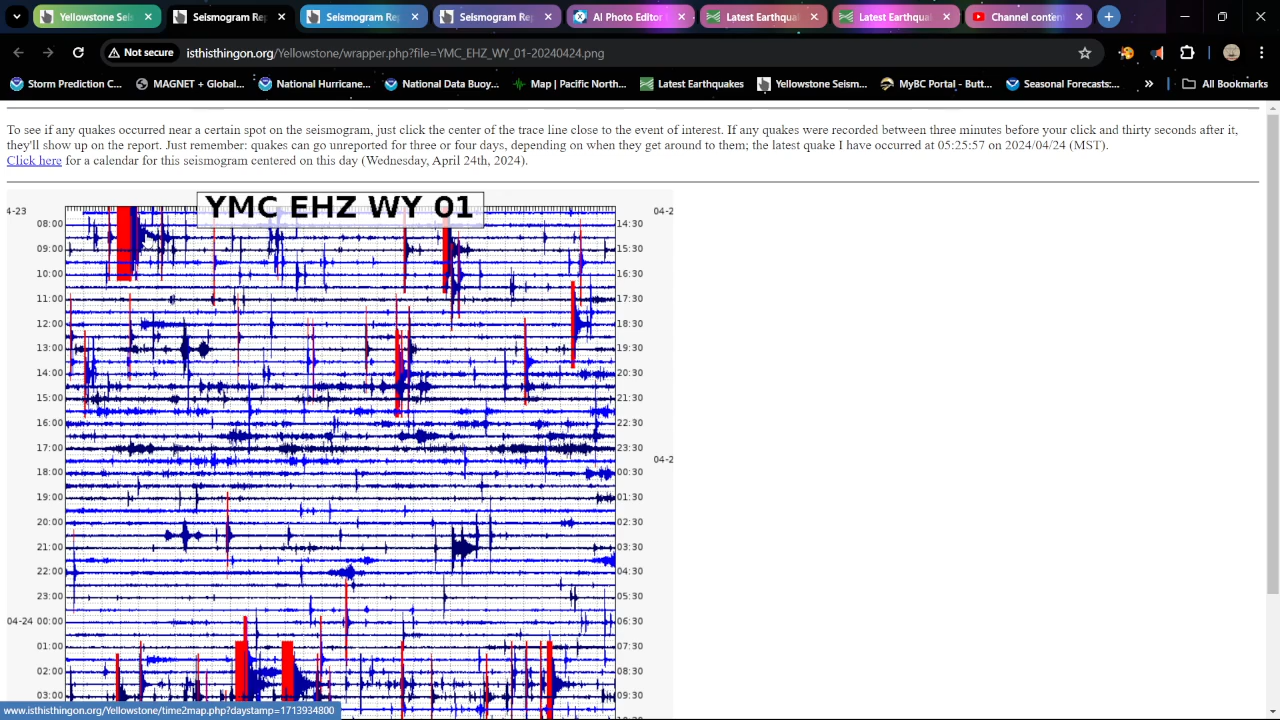 Yellowstone Seis
Seismogram Rep
Seismogram Rep
Seismogram Rep
AI Photo Editor
Latest Earthqua
Latest Earthqua
Channel content
Not secure
isthisthingon.org/Yellowstone/wrapper.php?file=YMC_EHZ_WY_01-20240424.png
Storm Prediction C...
MAGNET + Global...
National Hurricane...
National Data Buoy...
Map | Pacific North...
Latest Earthquakes
Yellowstone Seism...
MyBC Portal - Butt...
Seasonal Forecasts:...
»
All Bookmarks
To see if any quakes occurred near a certain spot on the seismogram, just click the center of the trace line close to the event of interest. If any quakes were recorded between three minutes before your click and thirty seconds after it,
they'll show up on the report. Just remember: quakes can go unreported for three or four days, depending on when they get around to them; the latest quake I have occurred at 05:25:57 on 2024/04/24 (MST).
Click here for a calendar for this seismogram centered on this day (Wednesday, April 24th, 2024).
YMC EHZ WY 01
4-23 04-2
08:00 14:30
09:00 15:30
10:00 16:30
11:00 17:30
12:00 18:30
13:00 19:30
14:00 20:30
15:00 21:30
16:00 22:30
17:00 23:30
04-2
18:00 00:30
19:00 01:30
20:00 02:30
21:00 03:30
22:00 04:30
23:00 05:30
04-24 00:00 06:30
01:00 07:30
02:00 08:30
03:00 09:30
www.isthisthingon.org/Yellowstone/time2map.php?daystamp=1713934800